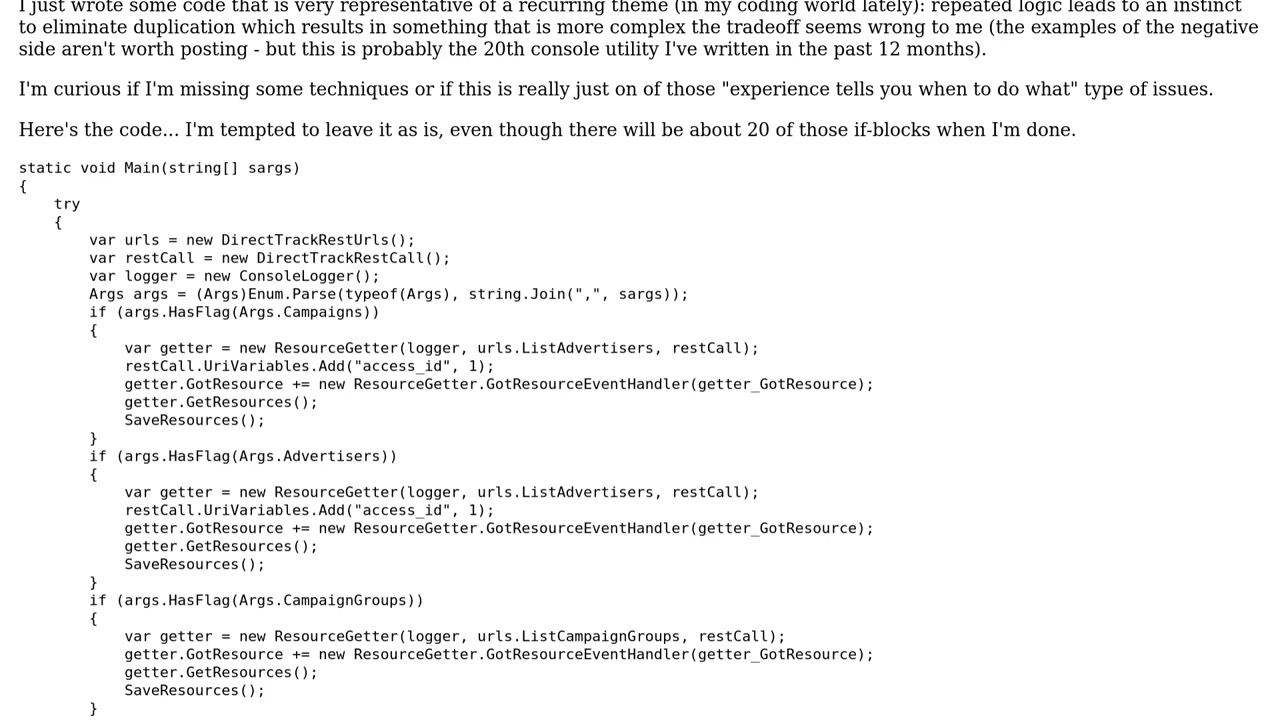 I just wrote some code that is very representative of a recurring theme (in my coding world lately): repeated logic leads to an instinct
to eliminate duplication which results in something that is more complex the tradeoff seems wrong to me (the examples of the negative
side aren't worth posting - but this is probably the 20th console utility I've written in the past 12 months).
I'm curious if I'm missing some techniques or if this is really just on of those "experience tells you when to do what" type of issues.
Here's the code... I'm tempted to leave it as is, even though there will be about 20 of those if-blocks when I'm done.
static void Main(string[] sargs)
{
    try
    {
        var urls = new DirectTrackRestUrls();
        var restCall = new DirectTrackRestCall();
        var logger = new ConsoleLogger();
        Args args = (Args)Enum.Parse(typeof(Args), string.Join(",", sargs));
        if (args.HasFlag(Args.Campaigns))
        {
            var getter = new ResourceGetter(logger, urls.ListAdvertisers, restCall);
            restCall.UriVariables.Add("access_id", 1);
            getter.GotResource += new ResourceGetter.GotResourceEventHandler(getter_GotResource);
            getter.GetResources();
            SaveResources();
        }
        if (args.HasFlag(Args.Advertisers))
        {
            var getter = new ResourceGetter(logger, urls.ListAdvertisers, restCall);
            restCall.UriVariables.Add("access_id", 1);
            getter.GotResource += new ResourceGetter.GotResourceEventHandler(getter_GotResource);
            getter.GetResources();
            SaveResources();
        }
        if (args.HasFlag(Args.CampaignGroups))
        {
            var getter = new ResourceGetter(logger, urls.ListCampaignGroups, restCall);
            getter.GotResource += new ResourceGetter.GotResourceEventHandler(getter_GotResource);
            getter.GetResources();
            SaveResources();
        }